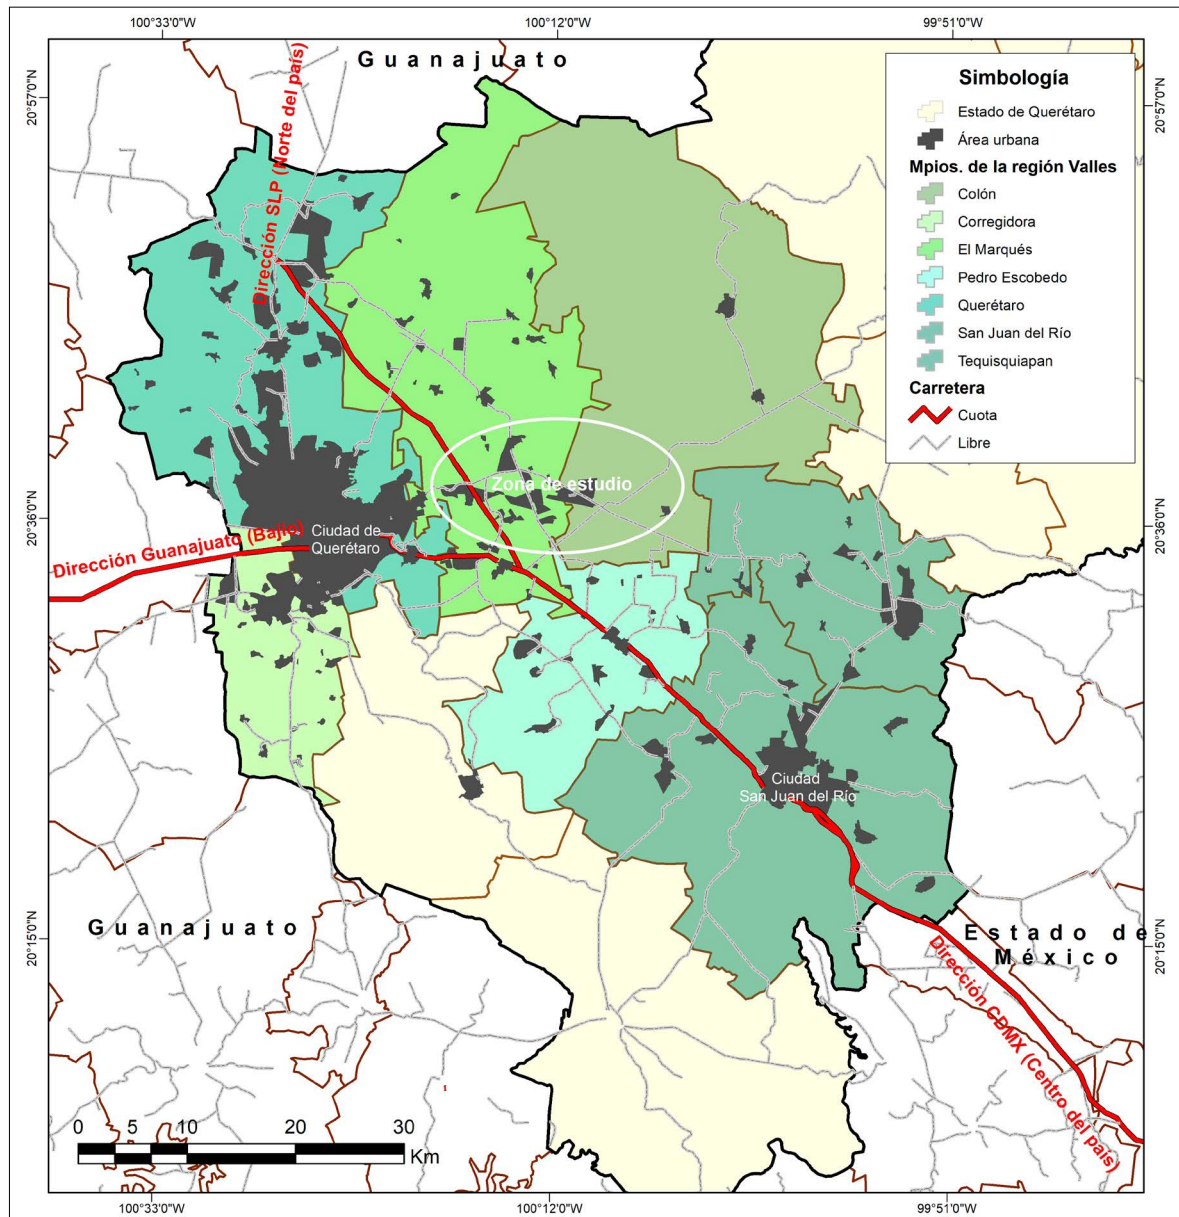 100°33'0"W
100°12'0"W
99°51'0"W
20°57'0"N
20°57'0"N
Guanajuato
Simbología
Estado de Querétaro
Área urbana
Mpios. de la región Valles
Colón
Corregidora
El Marqués
Pedro Escobedo
Querétaro
San Juan del Río
Tequisquiapan
Carretera
Cuota
Libre
Dirección SLP (Norte del país)
Zona de estudio
20°36'0"N
20°36'0"N
Ciudad de
Querétaro
Dirección Guanajuato (Bajío)
Ciudad
San Juan del Río
Guanajuato
20°15'0"N
20°15'0"N
Estado de
México
Dirección CDMX (Centro del país)
0 5 10 20 30
Km
100°33'0"W
100°12'0"W
99°51'0"W